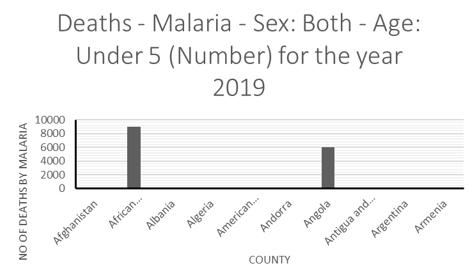 Deaths - Malaria - Sex: Both - Age:
Under 5 (Number) for the year
2019
NO OF DEATHS BY MALARIA
10000
8000
6000
4000
2000
0
Afghanistan
African...
Albania
Algeria
American...
Andorra
Angola
Antigua and...
Argentina
Armenia
COUNTY